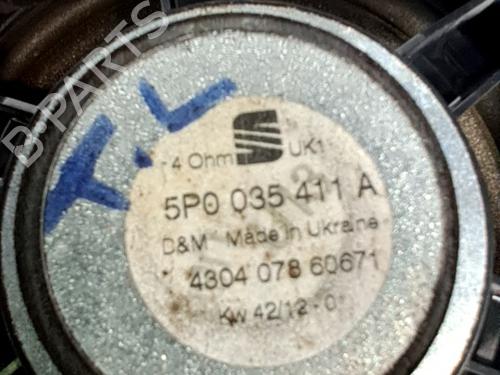 B-PARTS
T.L
4 Ohm UK1
5P0 035 411 A
D&M Made in Ukraine
4304 078 60671
Kw 42/12 - 0